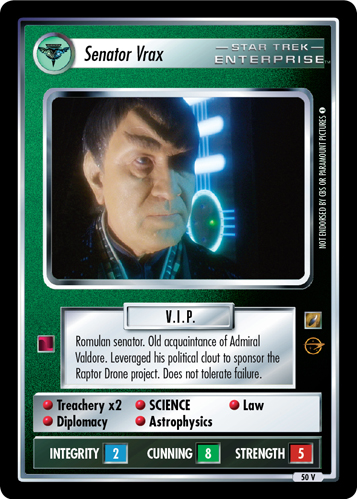 Senator Vrax
STAR TREK
ENTERPRISE™
NOT ENDORSED BY CBS OR PARAMOUNT PICTURES
V.I.P.
Romulan senator. Old acquaintance of Admiral
Valdore. Leveraged his political clout to sponsor the
Raptor Drone project. Does not tolerate failure.
Treachery x2 SCIENCE Law
Diplomacy Astrophysics
INTEGRITY 2 CUNNING 8 STRENGTH 5
50 V